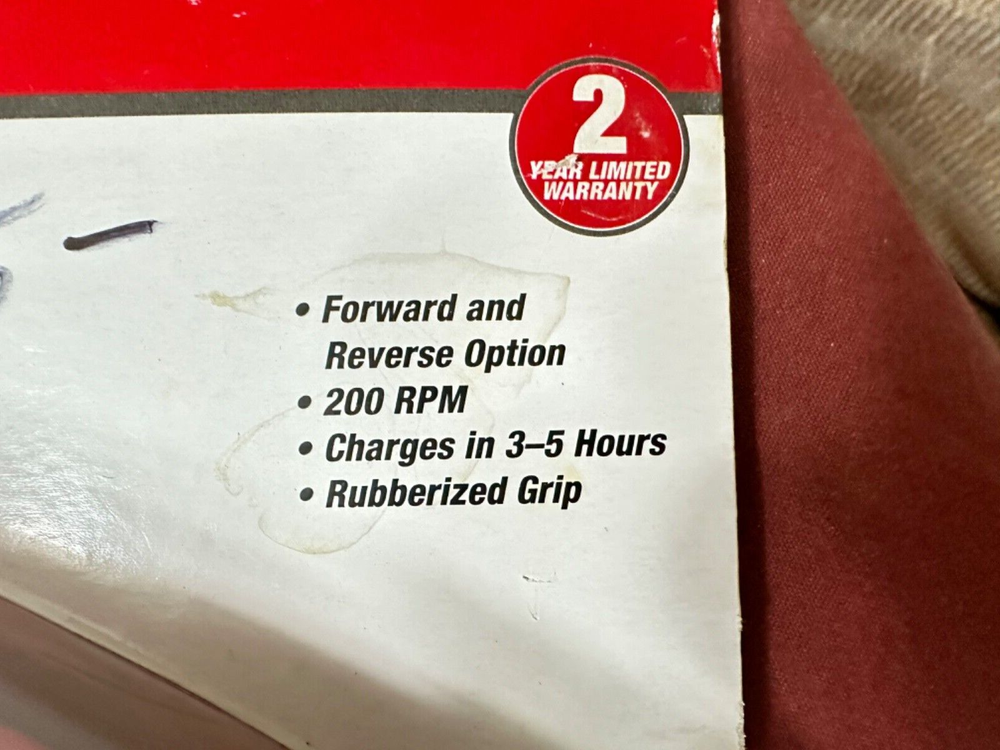 2
YEAR LIMITED
WARRANTY
• Forward and
Reverse Option
• 200 RPM
• Charges in 3–5 Hours
• Rubberized Grip